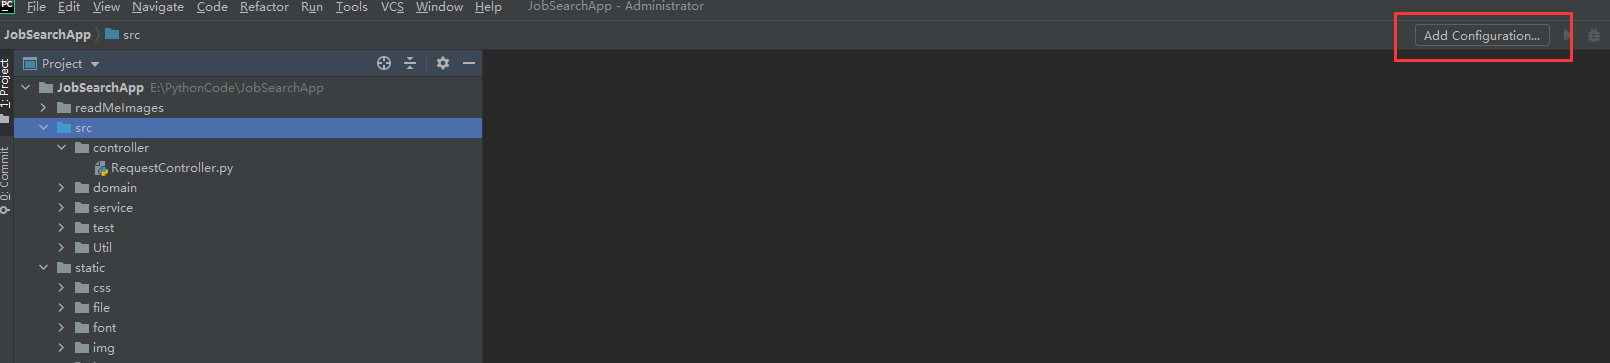 PC File Edit View Navigate Code Refactor Run Tools VCS Window Help JobSearchApp - Administrator
JobSearchApp src Add Configuration...
1: Project
0: Commit
Project
JobSearchApp E:\PythonCode\JobSearchApp
readMeImages
src
controller
RequestController.py
domain
service
test
Util
static
css
file
font
img